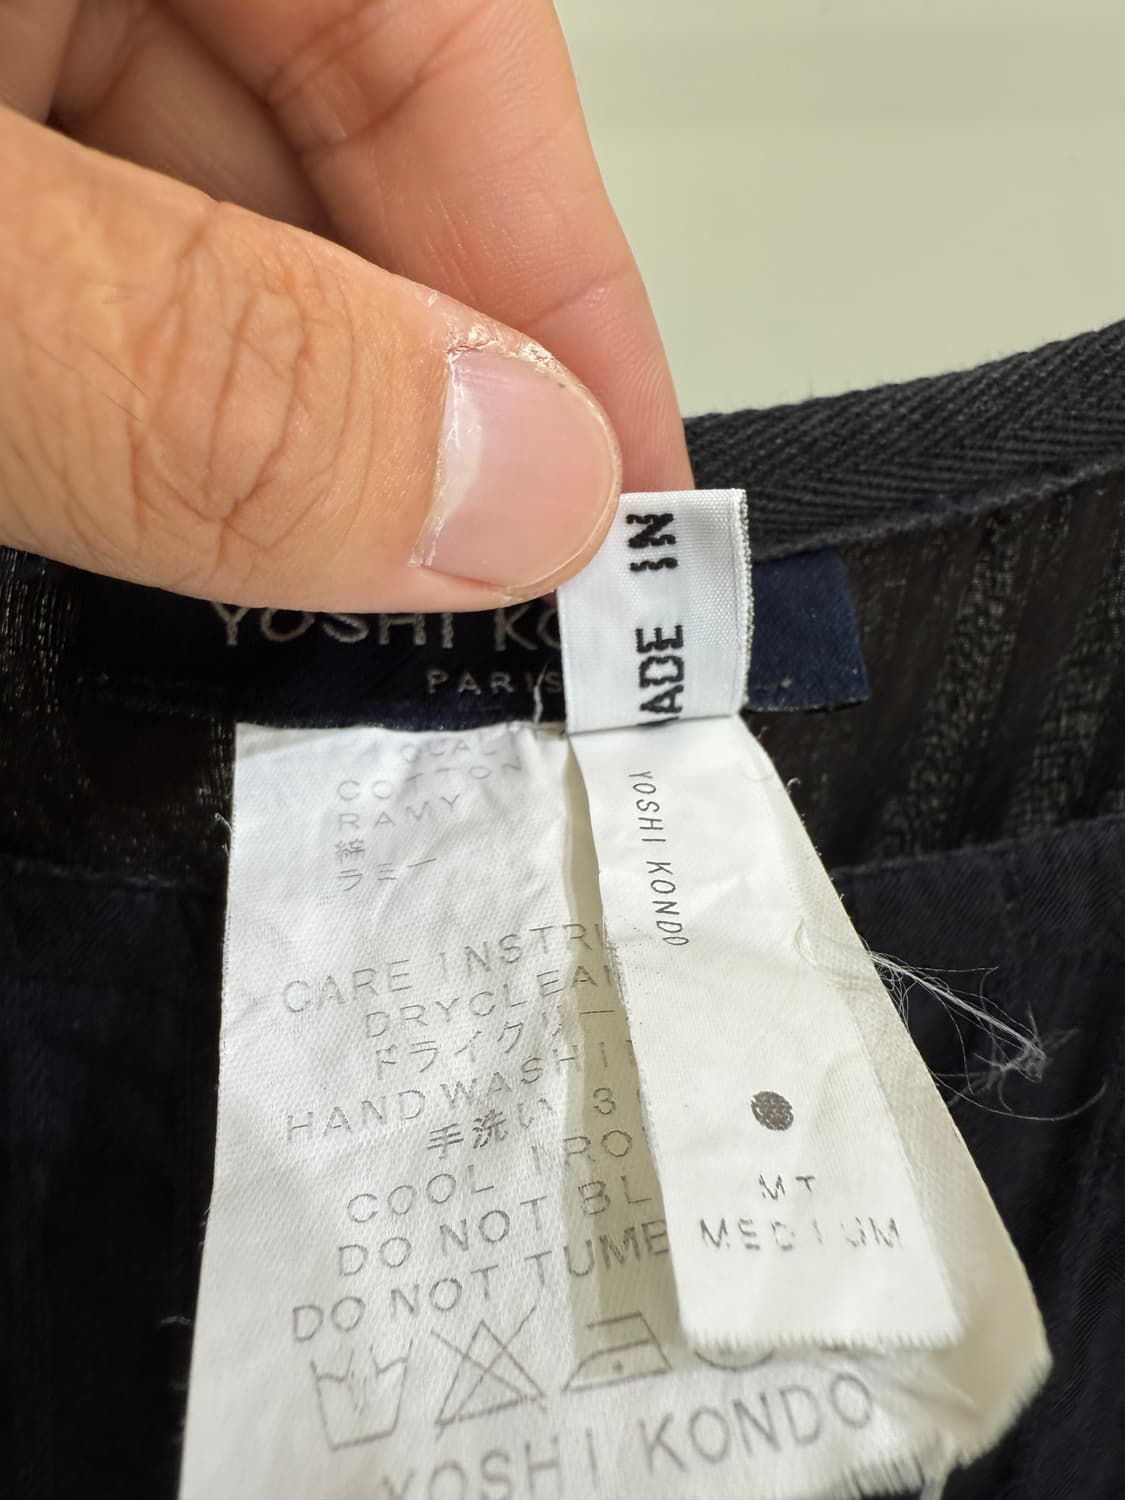 MADE IN
YOSHI KO
PARIS
COTTON
RAMY
綿
ラミー
CARE INSTRU
DRYCLEAN
ドライクリー
HAND WASH I
手洗い 3
COOL IRO
DO NOT BL
DO NOT TUMB
YOSHI KONDO
YOSHI KONDO
MT
MEDIUM